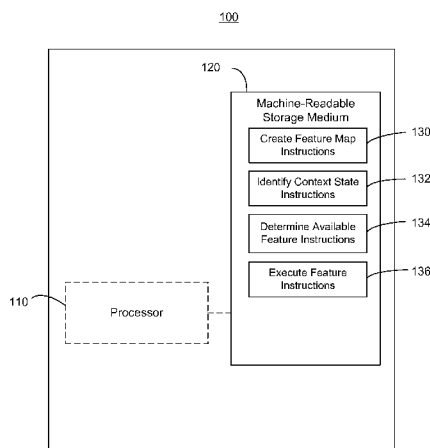 100
120
Machine-Readable
Storage Medium
Create Feature Map
Instructions
130
Identify Context State
Instructions
132
Determine Available
Feature Instructions
134
Execute Feature
Instructions
136
110
Processor